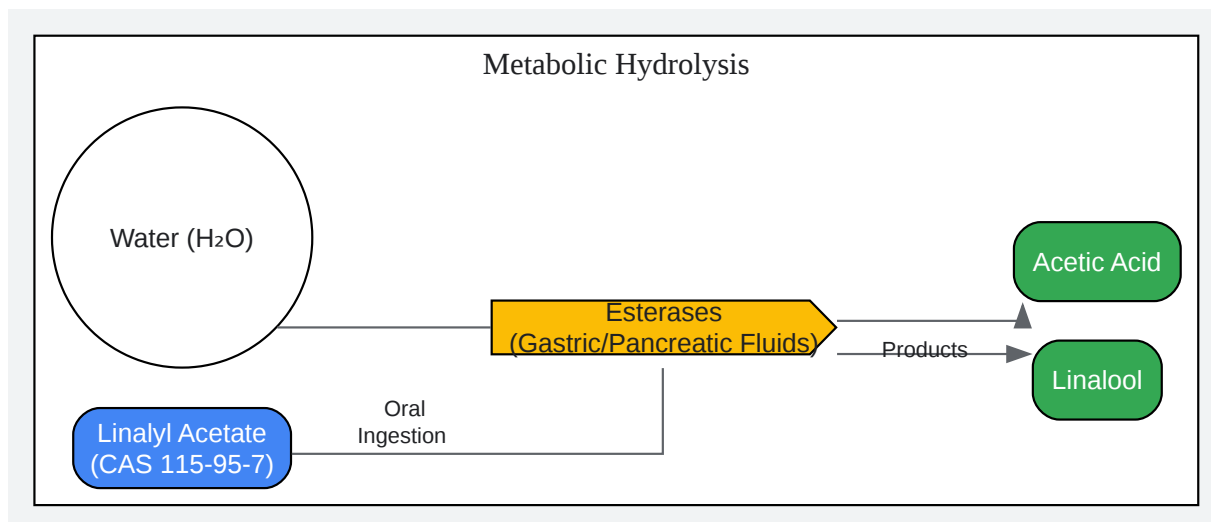 Metabolic Hydrolysis
Water (H₂O)
Esterases
(Gastric/Pancreatic Fluids)
Acetic Acid
Products
Linalool
Oral
Ingestion
Linalyl Acetate
(CAS 115-95-7)